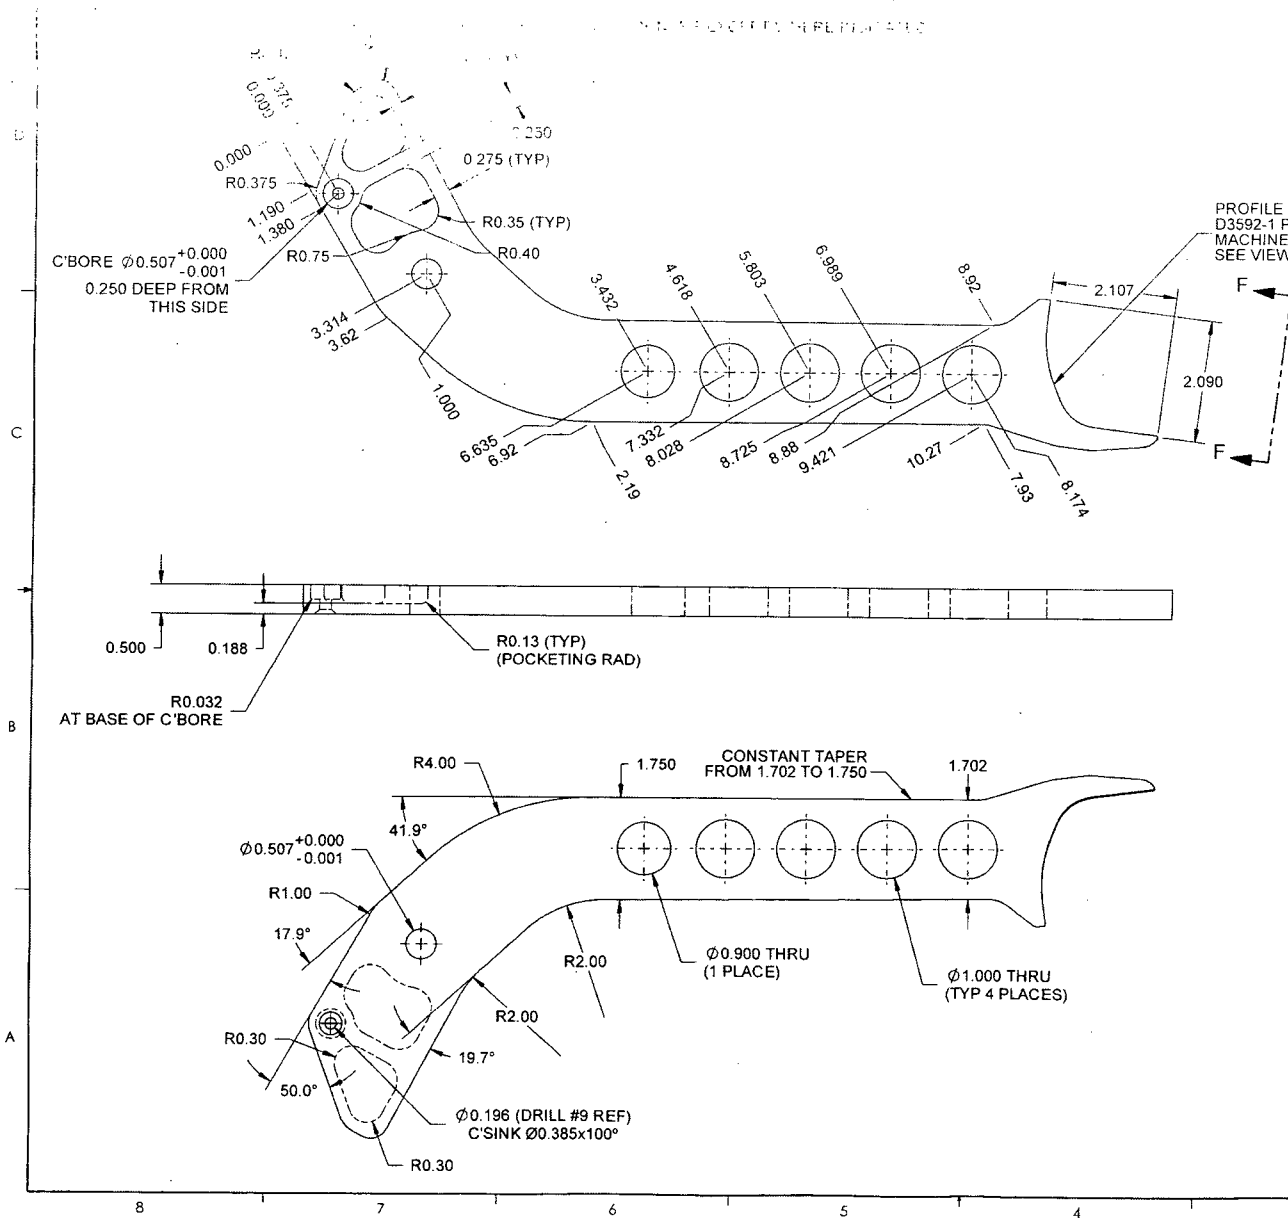 D
0.375
0.000
0.000
0.250
0.275 (TYP)
R0.375
1.190
1.380
R0.35 (TYP)
R0.75
R0.40
C'BORE Ø0.507 +0.000
-0.001
0.250 DEEP FROM
THIS SIDE
PROFILE
MACHINE
SEE VIEW
F
2.107
3.432
4.618
5.803
6.989
8.92
3.314
3.62
1.000
2.090
C
6.635
6.92
7.332
8.028
8.725
8.88
9.421
10.27
2.19
7.93
8.174
F
0.500
0.188
R0.13 (TYP)
(POCKETING RAD)
R0.032
AT BASE OF C'BORE
B
R4.00
1.750
CONSTANT TAPER
FROM 1.702 TO 1.750
1.702
41.9°
Ø0.507 +0.000
-0.001
R1.00
17.9°
R2.00
Ø0.900 THRU
(1 PLACE)
Ø1.000 THRU
(TYP 4 PLACES)
R2.00
A
R0.30
19.7°
50.0°
Ø0.196 (DRILL #9 REF)
C'SINK Ø0.385x100°
R0.30
8
7
6
5
4